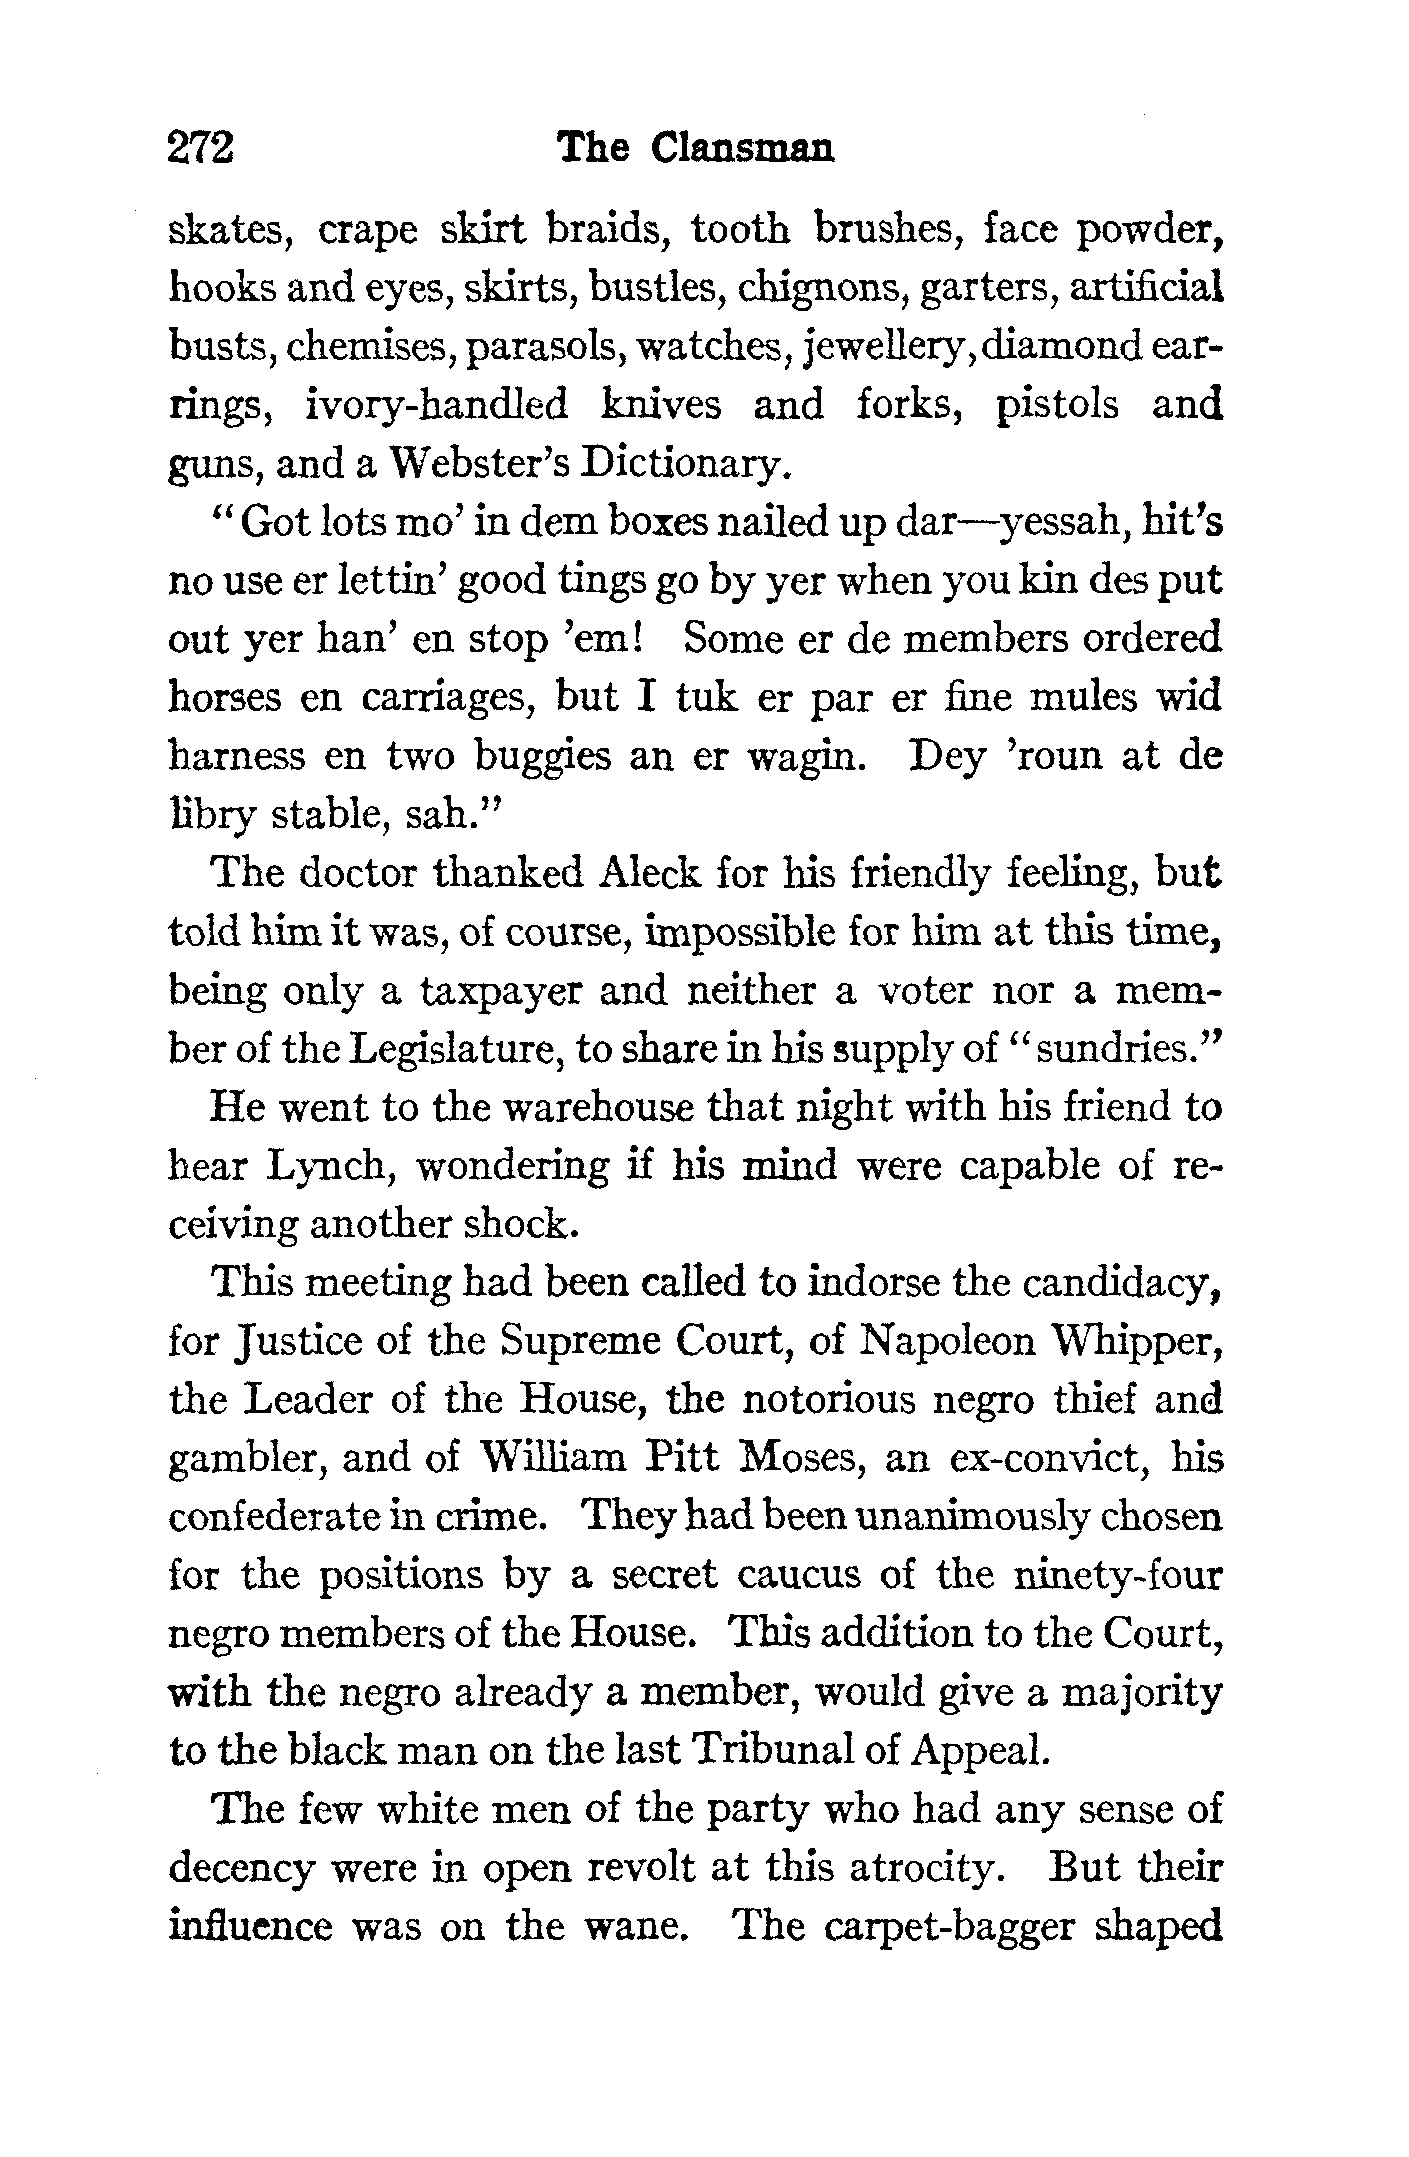 272 The Clansman
skates, crape skirt braids, tooth brushes, face powder,
hooks and eyes, skirts, bustles, chignons, garters, artificial
busts, chemises, parasols, watches, jewellery, diamond ear-
rings, ivory-handled knives and forks, pistols and
guns, and a Webster's Dictionary.
"Got lots mo' in dem boxes nailed up dar—yessah, hit's
no use er lettin' good tings go by yer when you kin des put
out yer han' en stop 'em! Some er de members ordered
horses en carriages, but I tuk er par er fine mules wid
harness en two buggies an er wagin. Dey 'roun at de
libry stable, sah."
The doctor thanked Aleck for his friendly feeling, but
told him it was, of course, impossible for him at this time,
being only a taxpayer and neither a voter nor a mem-
ber of the Legislature, to share in his supply of "sundries."
He went to the warehouse that night with his friend to
hear Lynch, wondering if his mind were capable of re-
ceiving another shock.
This meeting had been called to indorse the candidacy,
for Justice of the Supreme Court, of Napoleon Whipper,
the Leader of the House, the notorious negro thief and
gambler, and of William Pitt Moses, an ex-convict, his
confederate in crime. They had been unanimously chosen
for the positions by a secret caucus of the ninety-four
negro members of the House. This addition to the Court,
with the negro already a member, would give a majority
to the black man on the last Tribunal of Appeal.
The few white men of the party who had any sense of
decency were in open revolt at this atrocity. But their
influence was on the wane. The carpet-bagger shaped